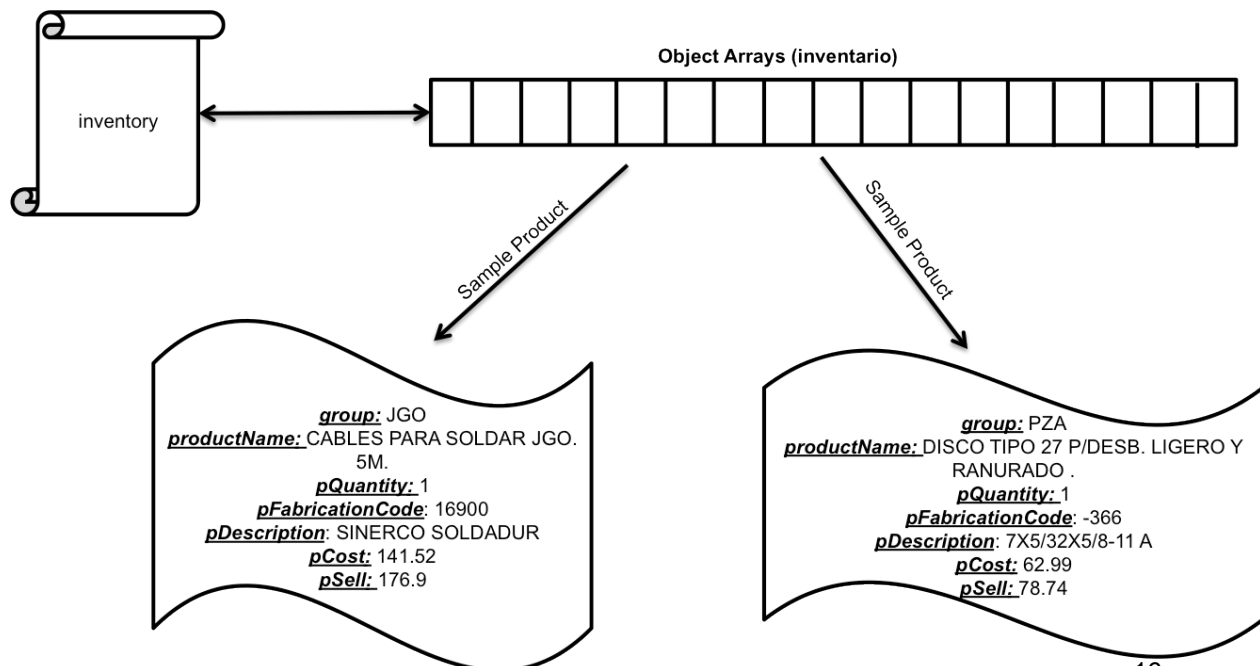 Object Arrays (inventario)
inventory
Sample Product
Sample Product
group: JGO
productName: CABLES PARA SOLDAR JGO.
5M.
pQuantity: 1
pFabricationCode: 16900
pDescription: SINERCO SOLDADUR
pCost: 141.52
pSell: 176.9
group: PZA
productName: DISCO TIPO 27 P/DESB. LIGERO Y
RANURADO .
pQuantity: 1
pFabricationCode: -366
pDescription: 7X5/32X5/8-11 A
pCost: 62.99
pSell: 78.74